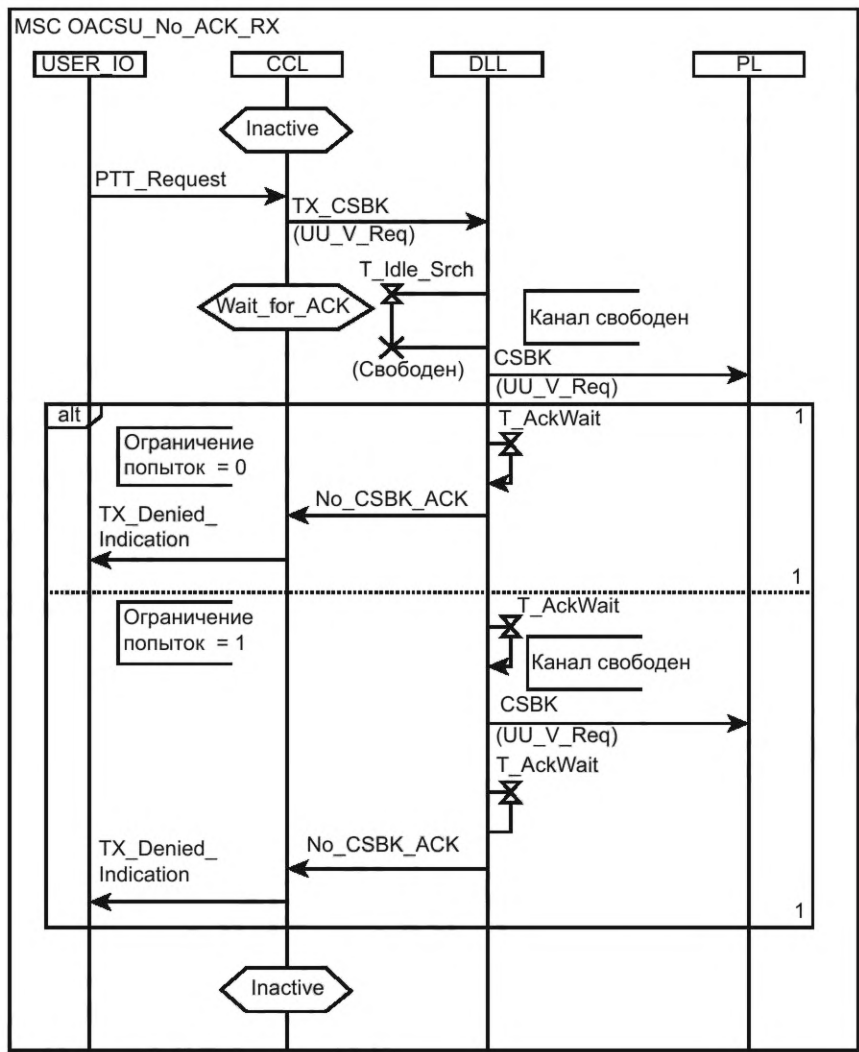 MSC OACSU_No_ACK_RX
USER_IO CCL DLL PL
Inactive
PTT_Request
TX_CSBK
(UU_V_Req)
T_Idle_Srch
Wait_for_ACK
Канал свободен
(Свободен)
CSBK
(UU_V_Req)
alt
1
T_AckWait
Ограничение
попыток = 0
No_CSBK_ACK
TX_Denied_
Indication
1
T_AckWait
Ограничение
попыток = 1
Канал свободен
CSBK
(UU_V_Req)
T_AckWait
No_CSBK_ACK
TX_Denied_
Indication
1
Inactive